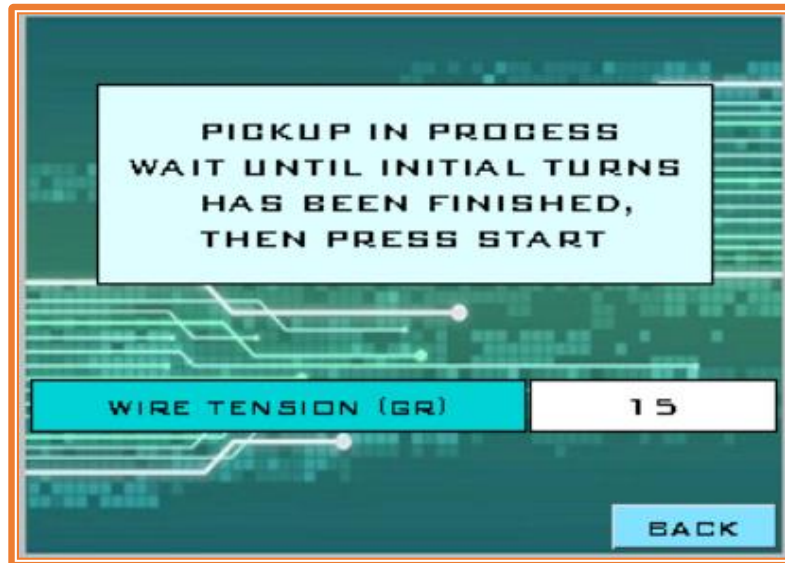 PICKUP IN PROCESS
WAIT UNTIL INITIAL TURNS
HAS BEEN FINISHED,
THEN PRESS START
WIRE TENSION (GR)
15
BACK